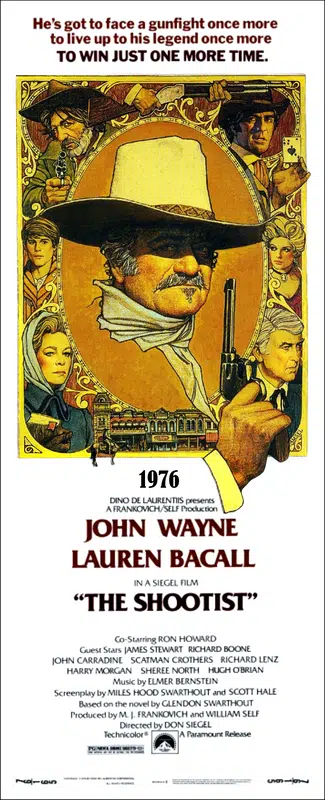 He's got to face a gunfight once more
to live up to his legend once more
TO WIN JUST ONE MORE TIME.
1976
DINO DE LAURENTIIS presents
A FRANKOVICH/SELF Production
JOHN WAYNE
LAUREN BACALL
IN A SIEGEL FILM
"THE SHOOTIST"
Co-Starring RON HOWARD
Guest Stars JAMES STEWART RICHARD BOONE
JOHN CARRADINE SCATMAN CROTHERS RICHARD LENZ
HARRY MORGAN SHEREE NORTH HUGH O'BRIAN
Music by ELMER BERNSTEIN
Screenplay by MILES HOOD SWARTHOUT and SCOTT HALE
Based on the novel by GLENDON SWARTHOUT
Produced by M. J. FRANKOVICH and WILLIAM SELF
Directed by DON SIEGEL
Technicolor® A Paramount Release
PG